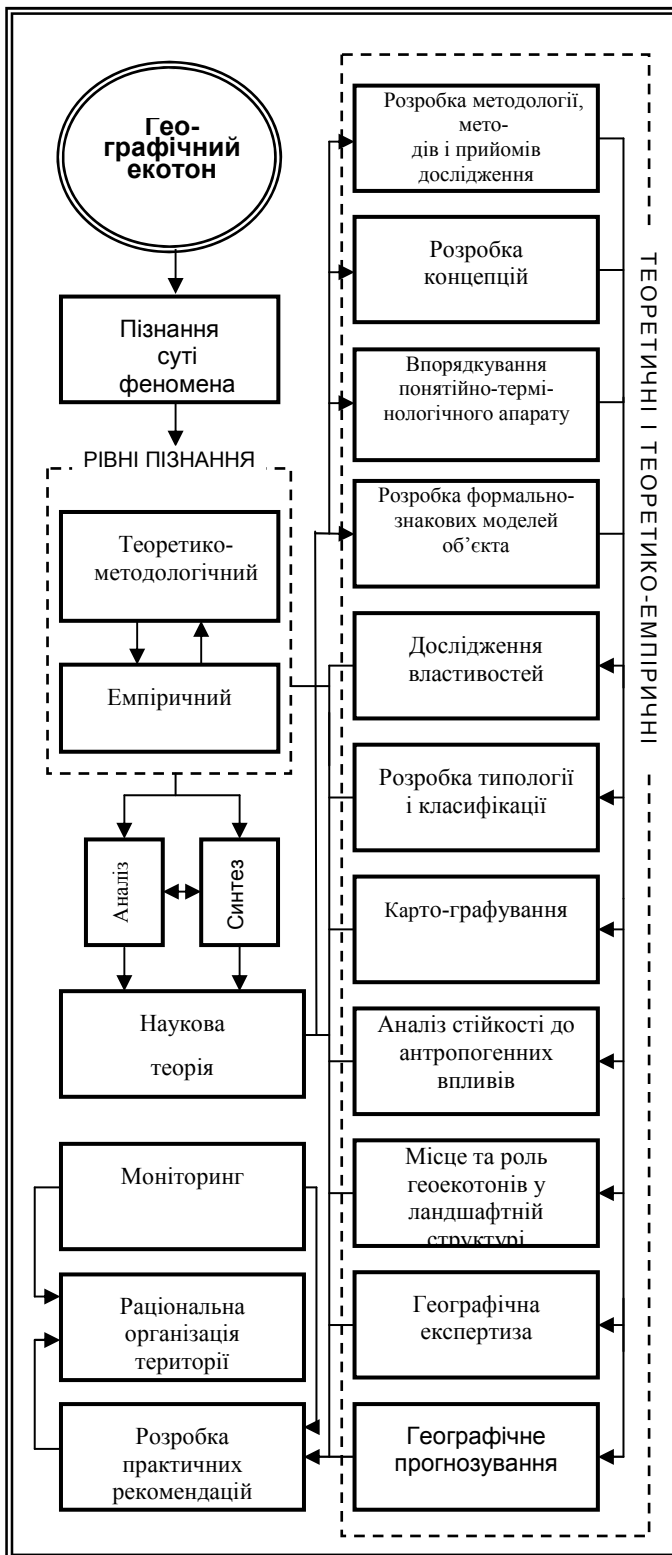 Гео-
графічний
екотон
Пізнання
суті
феномена
РІВНІ ПІЗНАННЯ
Теоретико-
методологічний
Емпіричний
Аналіз
Синтез
Наукова
теорія
Моніторинг
Раціональна
організація
території
Розробка
практичних
рекомендацій
Розробка методології,
мето-
дів і прийомів
дослідження
Розробка
концепцій
Впорядкування
понятійно-термі-
нологічного апарату
Розробка формально-
знакових моделей
об’єкта
Дослідження
властивостей
Розробка типології
і класифікації
Карто-графування
Аналіз стійкості до
антропогенних
впливів
Місце та роль
геоекотонів у
ландшафтній
структурі
Географічна
експертиза
Географічне
прогнозування
ТЕОРЕТИЧНІ І ТЕОРЕТИКО-ЕМПІРИЧНІ